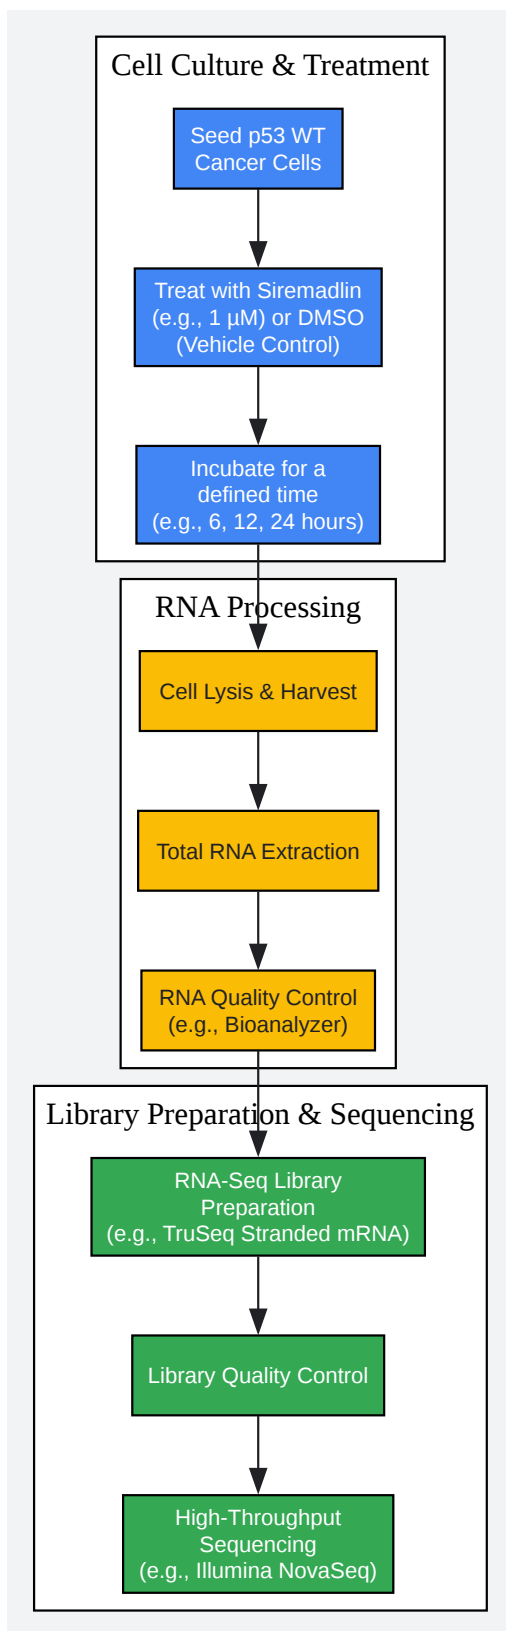 Cell Culture & Treatment
Seed p53 WT
Cancer Cells
Treat with Siremadlin
(e.g., 1 µM) or DMSO
(Vehicle Control)
Incubate for a
defined time
(e.g., 6, 12, 24 hours)
RNA Processing
Cell Lysis & Harvest
Total RNA Extraction
RNA Quality Control
(e.g., Bioanalyzer)
Library Preparation & Sequencing
RNA-Seq Library
Preparation
(e.g., TruSeq Stranded mRNA)
Library Quality Control
High-Throughput
Sequencing
(e.g., Illumina NovaSeq)